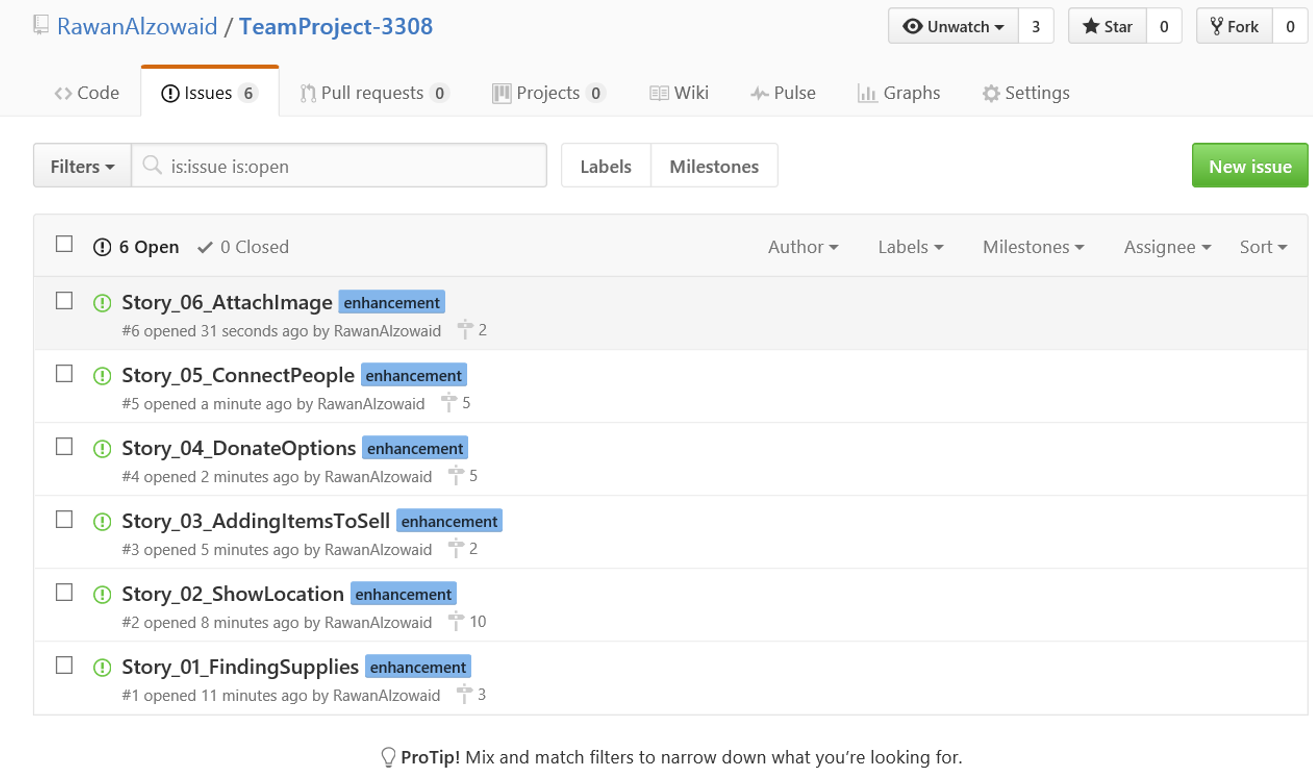 RawanAlzowaid / TeamProject-3308
Unwatch 3 Star 0 Fork 0
Code Issues 6 Pull requests 0 Projects 0 Wiki Pulse Graphs Settings
Filters is:issue is:open Labels Milestones New issue
6 Open 0 Closed Author Labels Milestones Assignee Sort
Story_06_AttachImage enhancement
#6 opened 31 seconds ago by RawanAlzowaid 2
Story_05_ConnectPeople enhancement
#5 opened a minute ago by RawanAlzowaid 5
Story_04_DonateOptions enhancement
#4 opened 2 minutes ago by RawanAlzowaid 5
Story_03_AddingItemsToSell enhancement
#3 opened 5 minutes ago by RawanAlzowaid 2
Story_02_ShowLocation enhancement
#2 opened 8 minutes ago by RawanAlzowaid 10
Story_01_FindingSupplies enhancement
#1 opened 11 minutes ago by RawanAlzowaid 3
ProTip! Mix and match filters to narrow down what you're looking for.